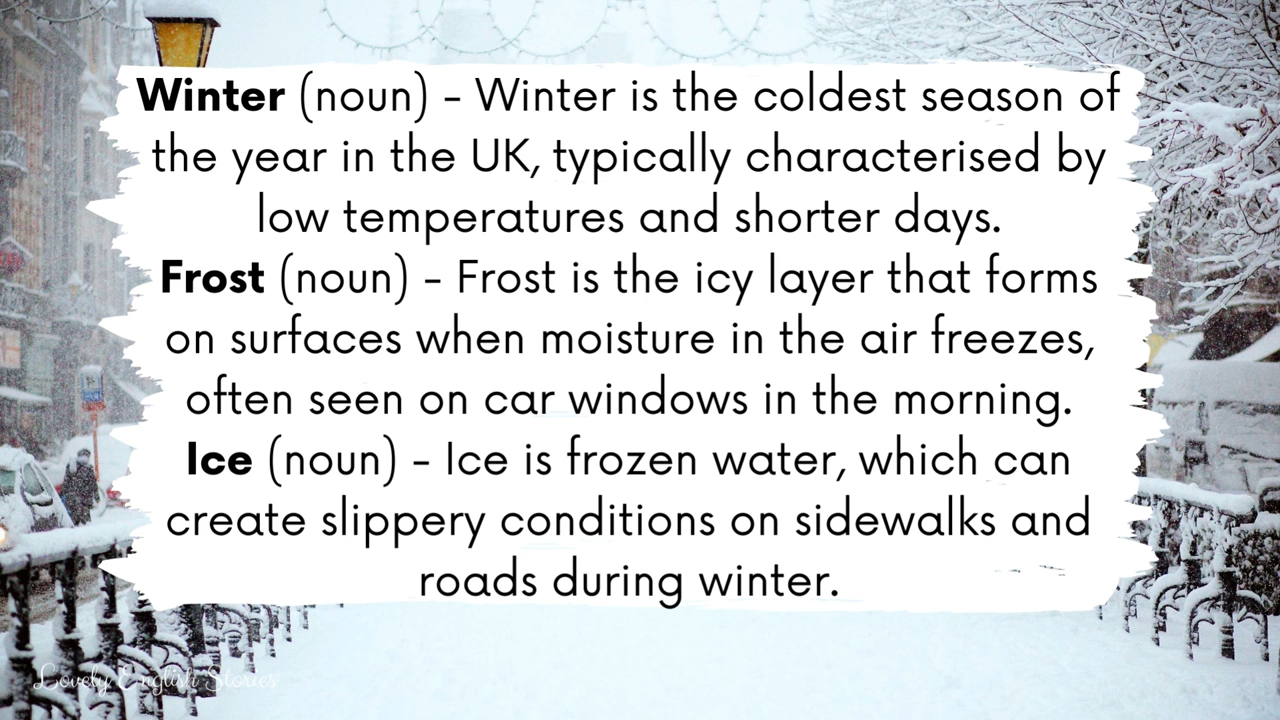 Winter (noun) – Winter is the coldest season of
the year in the UK, typically characterised by
low temperatures and shorter days.
Frost (noun) – Frost is the icy layer that forms
on surfaces when moisture in the air freezes,
often seen on car windows in the morning.
Ice (noun) – Ice is frozen water, which can
create slippery conditions on sidewalks and
roads during winter.
Lovely English Stories